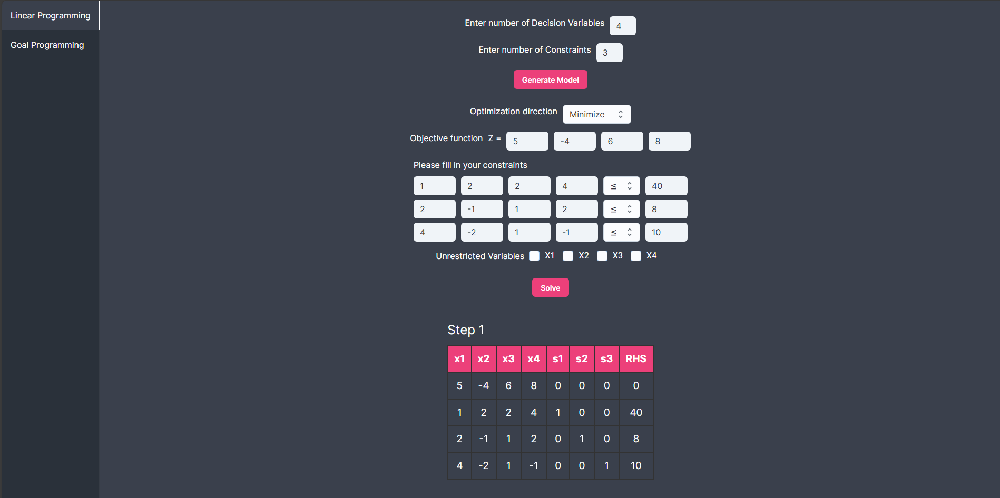 Linear Programming
Goal Programming
Enter number of Decision Variables 4
Enter number of Constraints 3
Generate Model
Optimization direction Minimize
Objective function Z = 5 -4 6 8
Please fill in your constraints
1 2 2 4 ≤ 40
2 -1 1 2 ≤ 8
4 -2 1 -1 ≤ 10
Unrestricted Variables X1 X2 X3 X4
Solve
Step 1
x1 x2 x3 x4 s1 s2 s3 RHS
5 -4 6 8 0 0 0 0
1 2 2 4 1 0 0 40
2 -1 1 2 0 1 0 8
4 -2 1 -1 0 0 1 10